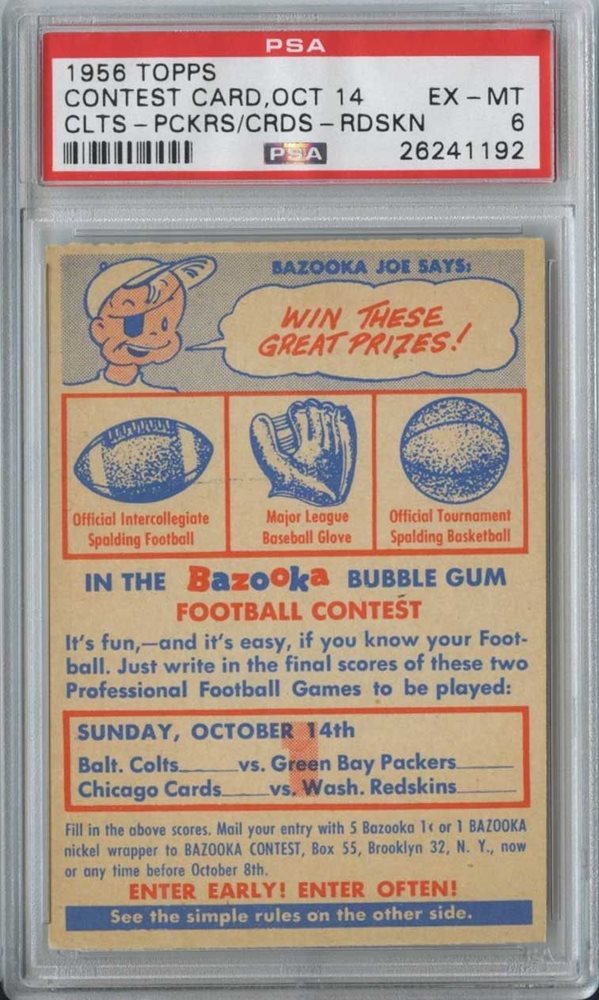 PSA
1956 TOPPS
CONTEST CARD,OCT 14 EX - MT
CLTS - PCKRS/CRDS - RDSKN 6
PSA 26241192
BAZOOKA JOE SAYS:
WIN THESE
GREAT PRIZES!
Official Intercollegiate
Spalding Football
Major League
Baseball Glove
Official Tournament
Spalding Basketball
IN THE Bazooka BUBBLE GUM
FOOTBALL CONTEST
It's fun,—and it's easy, if you know your Foot-
ball. Just write in the final scores of these two
Professional Football Games to be played:
1
SUNDAY, OCTOBER 14th
Balt. Colts_____vs. Green Bay Packers_____
Chicago Cards_____vs. Wash. Redskins_____
Fill in the above scores. Mail your entry with 5 Bazooka 1¢ or 1 BAZOOKA
nickel wrapper to BAZOOKA CONTEST, Box 55, Brooklyn 32, N. Y., now
or any time before October 8th.
ENTER EARLY! ENTER OFTEN!
See the simple rules on the other side.